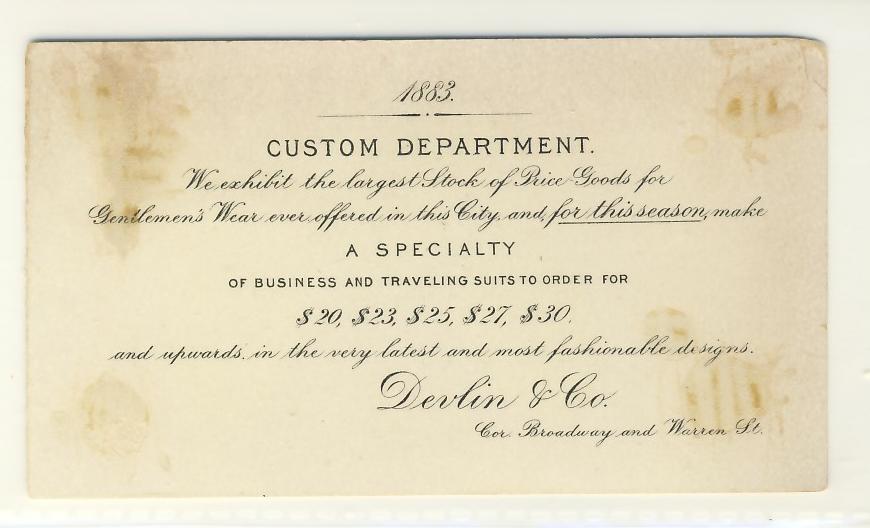 1883.
CUSTOM DEPARTMENT.
We exhibit the largest Stock of Price-Goods for
Gentlemen's Wear ever offered in this City, and, for this season, make
A SPECIALTY
OF BUSINESS AND TRAVELING SUITS TO ORDER FOR
$20, $23, $25, $27, $30.
and upwards, in the very latest and most fashionable designs.
Devlin & Co.
Cor. Broadway and Warren St.